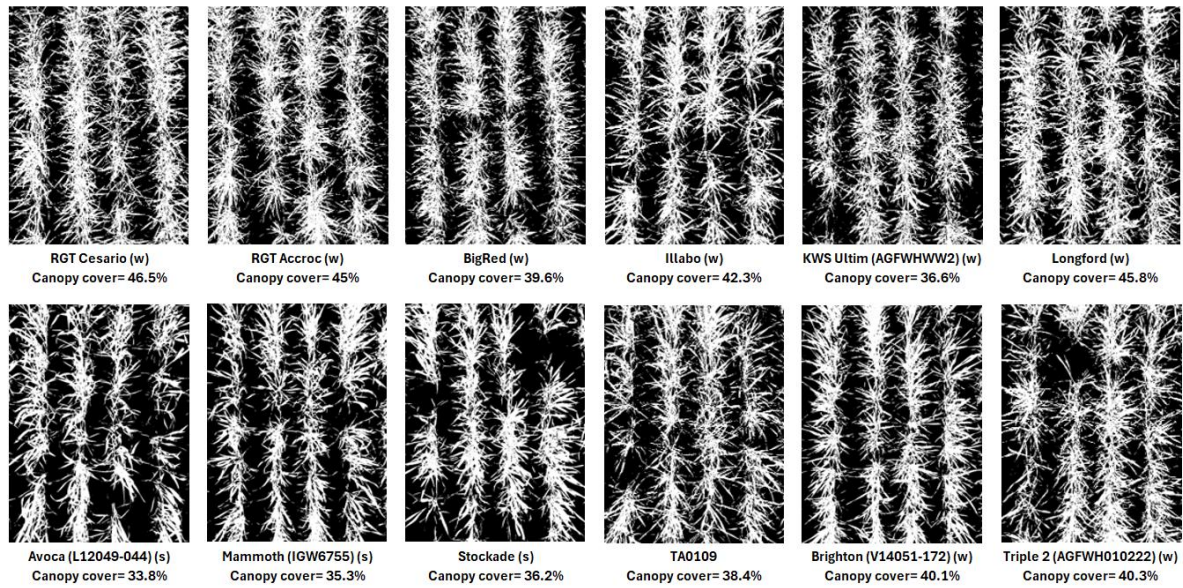 RGT Cesario (w)
Canopy cover= 46.5%
RGT Accroc (w)
Canopy cover= 45%
BigRed (w)
Canopy cover= 39.6%
Illabo (w)
Canopy cover= 42.3%
KWS Ultim (AGFWHWW2) (w)
Canopy cover= 36.6%
Longford (w)
Canopy cover= 45.8%
Avoca (L12049-044) (s)
Canopy cover= 33.8%
Mammoth (IGW6755) (s)
Canopy cover= 35.3%
Stockade (s)
Canopy cover= 36.2%
TA0109
Canopy cover= 38.4%
Brighton (V14051-172) (w)
Canopy cover= 40.1%
Triple 2 (AGFWH010222) (w)
Canopy cover= 40.3%